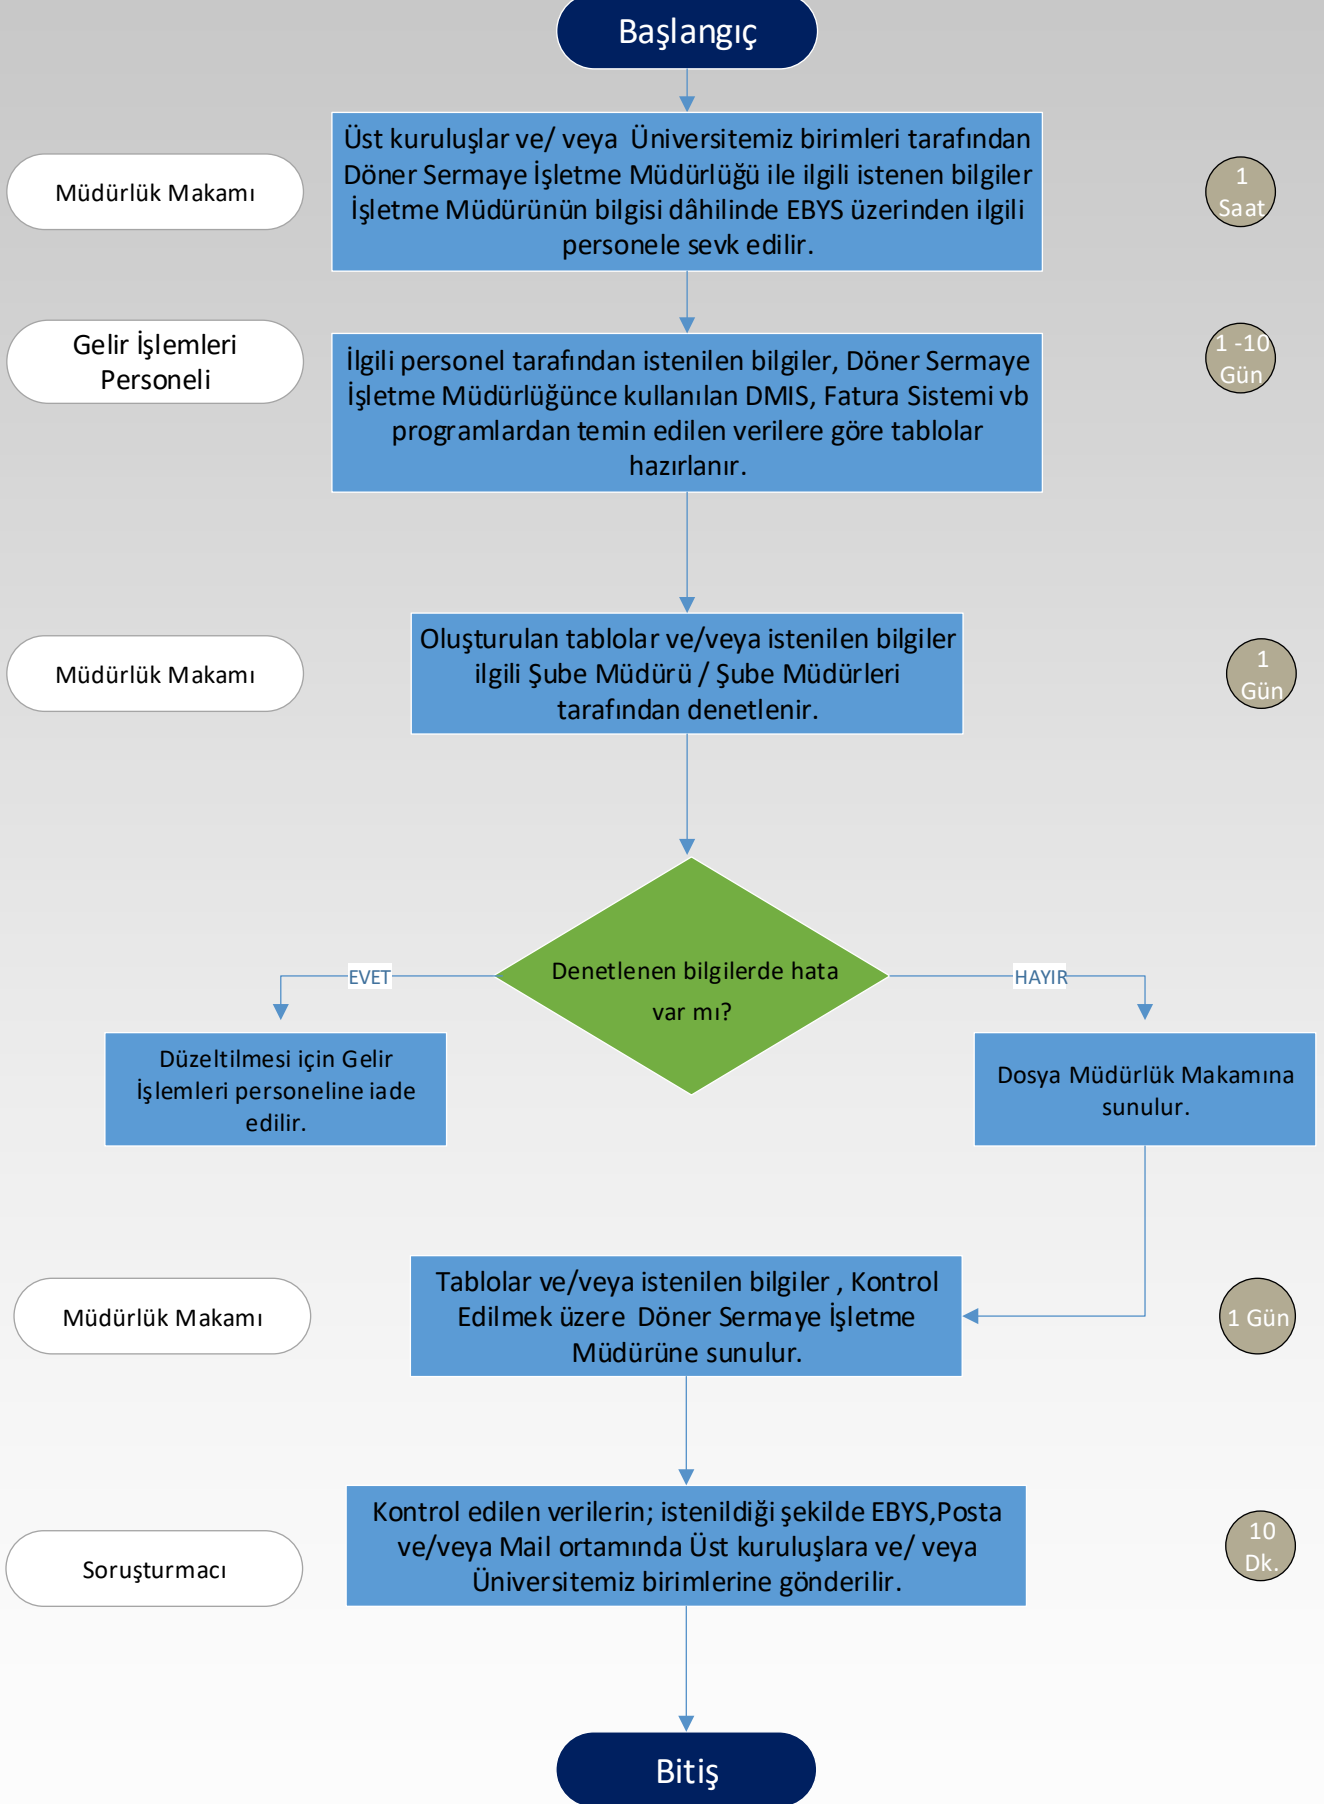 Başlangıç
Müdürlük Makamı
Üst kuruluşlar ve/ veya Üniversitemiz birimleri tarafından
Döner Sermaye İşletme Müdürlüğü ile ilgili istenen bilgiler
İşletme Müdürünün bilgisi dâhilinde EBYS üzerinden ilgili
personele sevk edilir.
1
Saat
Gelir İşlemleri
Personeli
İlgili personel tarafından istenilen bilgiler, Döner Sermaye
İşletme Müdürlüğünce kullanılan DMIS, Fatura Sistemi vb
programlardan temin edilen verilere göre tablolar
hazırlanır.
1 -10
Gün
Müdürlük Makamı
Oluşturulan tablolar ve/veya istenilen bilgiler
ilgili Şube Müdürü / Şube Müdürleri
tarafından denetlenir.
1
Gün
Denetlenen bilgilerde hata
var mı?
EVET
HAYIR
Düzeltilmesi için Gelir
İşlemleri personeline iade
edilir.
Dosya Müdürlük Makamına
sunulur.
Müdürlük Makamı
Tablolar ve/veya istenilen bilgiler , Kontrol
Edilmek üzere Döner Sermaye İşletme
Müdürüne sunulur.
1 Gün
Soruşturmacı
Kontrol edilen verilerin; istenildiği şekilde EBYS,Posta
ve/veya Mail ortamında Üst kuruluşlara ve/ veya
Üniversitemiz birimlerine gönderilir.
10
Dk.
Bitiş